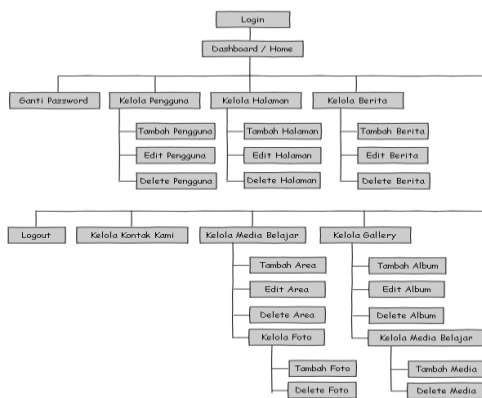 Login
Dashboard / Home
Ganti Password
Kelola Pengguna
Kelola Halaman
Kelola Berita
Tambah Pengguna
Tambah Halaman
Tambah Berita
Edit Pengguna
Edit Halaman
Edit Berita
Delete Pengguna
Delete Halaman
Delete Berita
Logout
Kelola Kontak Kami
Kelola Media Belajar
Kelola Gallery
Tambah Area
Tambah Album
Edit Area
Edit Album
Delete Area
Delete Album
Kelola Foto
Kelola Media Belajar
Tambah Foto
Tambah Media
Delete Foto
Delete Media